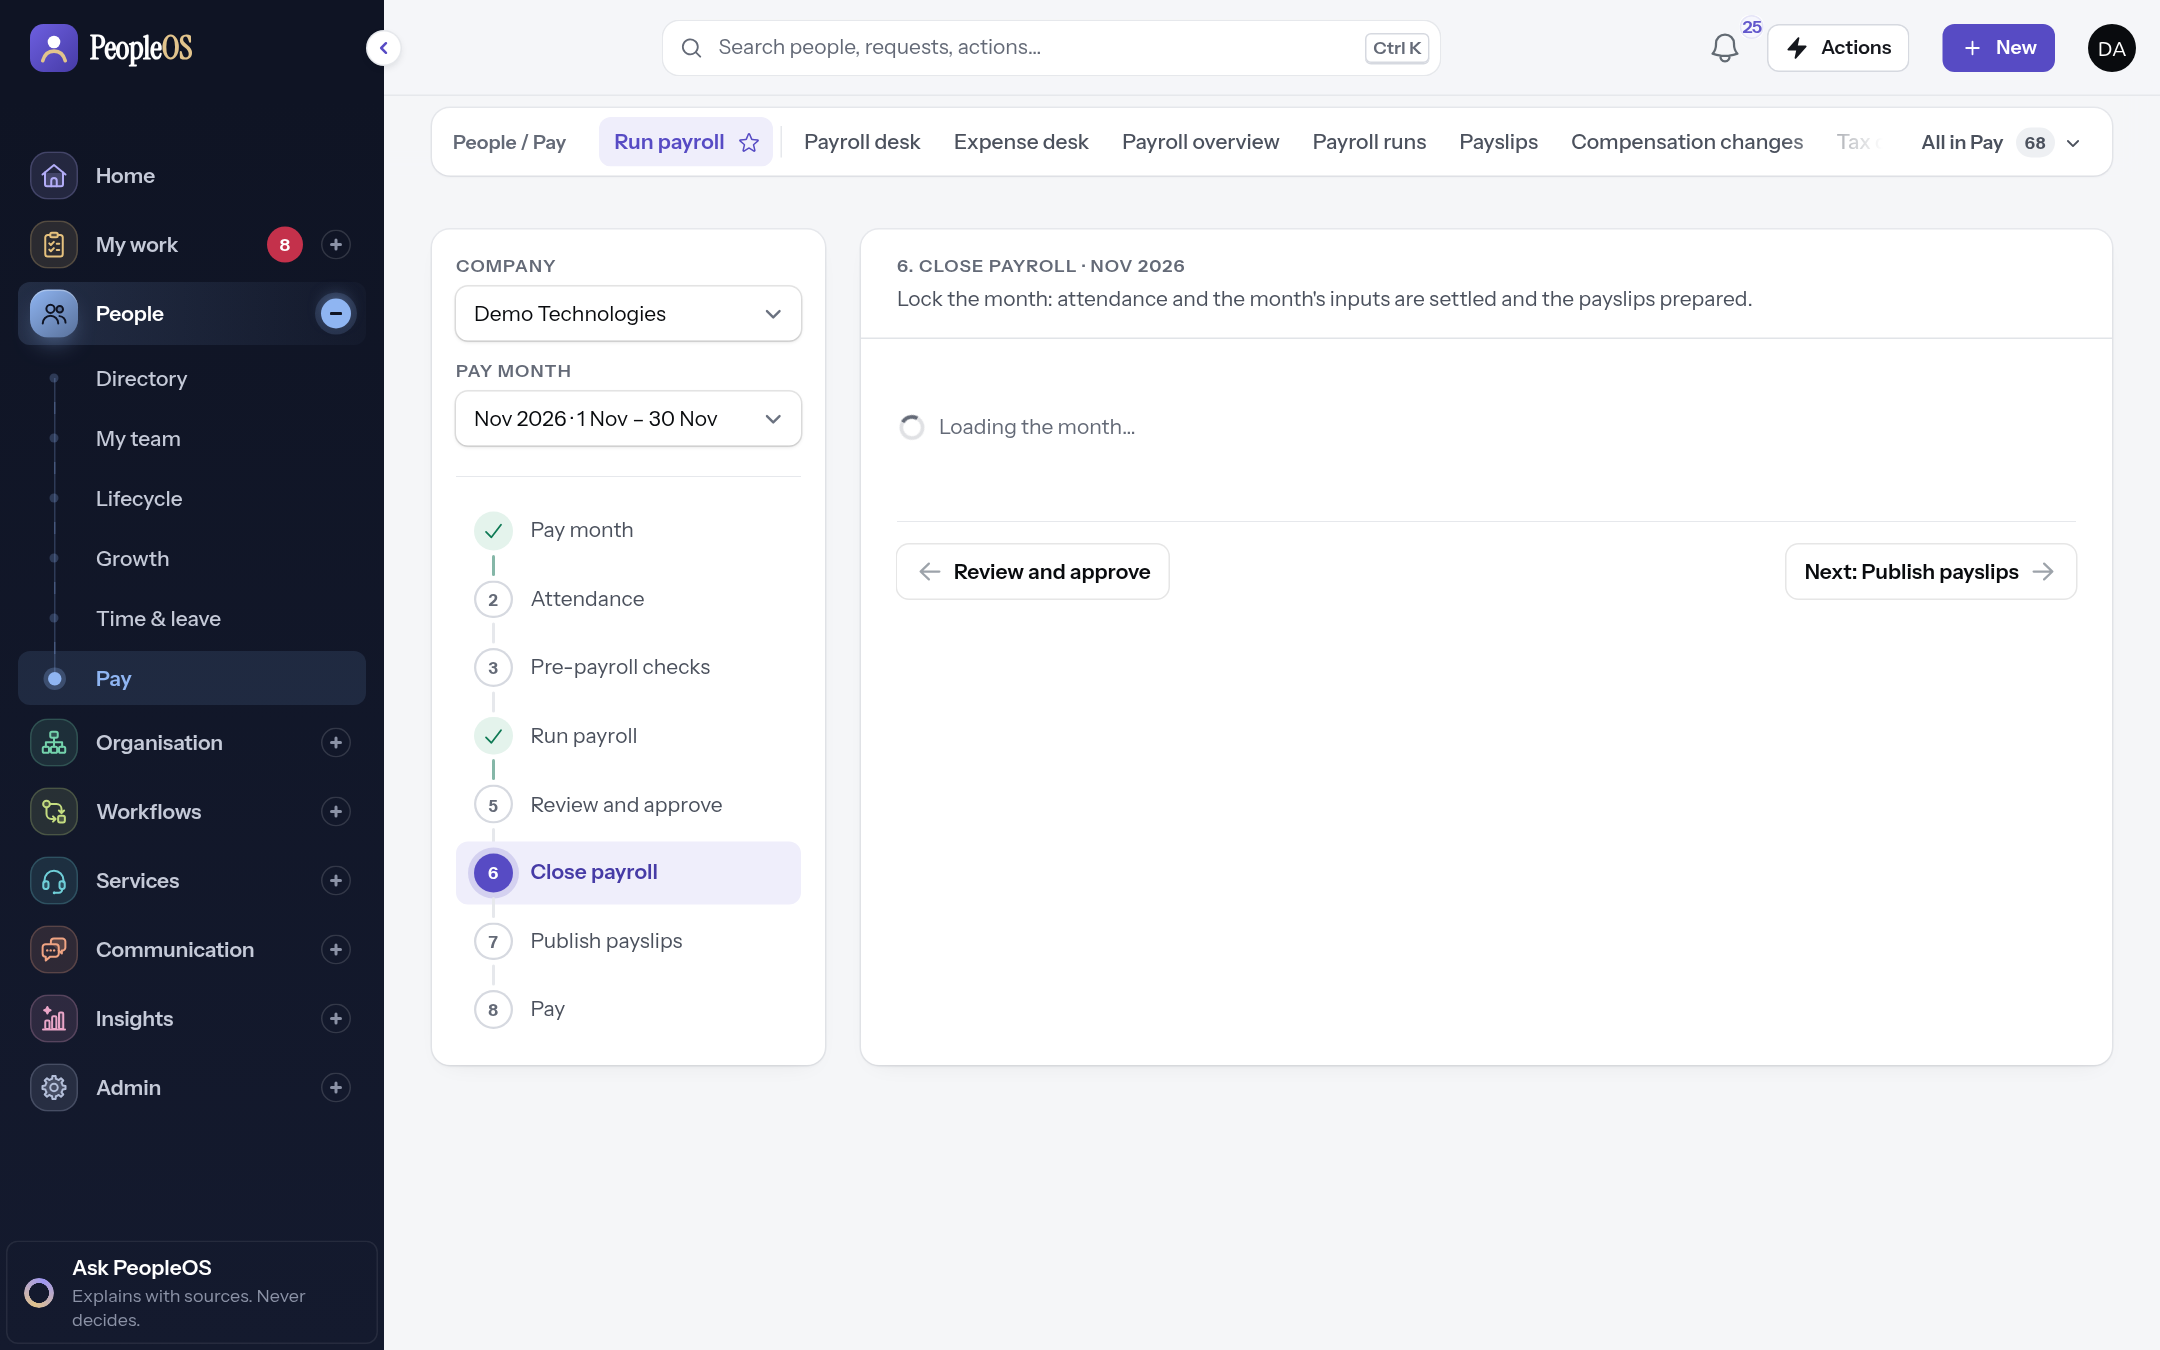 PeopleOS
Search people, requests, actions...
Ctrl K
25
Actions
New
DA
People / Pay
Run payroll
Payroll desk
Expense desk
Payroll overview
Payroll runs
Payslips
Compensation changes
Tax
All in Pay
68
Home
My work
8
People
Directory
My team
Lifecycle
Growth
Time & leave
Pay
Organisation
Workflows
Services
Communication
Insights
Admin
Ask PeopleOS
Explains with sources. Never
decides.
COMPANY
Demo Technologies
PAY MONTH
Nov 2026 · 1 Nov – 30 Nov
Pay month
2 Attendance
3 Pre-payroll checks
Run payroll
5 Review and approve
6 Close payroll
7 Publish payslips
8 Pay
6. CLOSE PAYROLL · NOV 2026
Lock the month: attendance and the month's inputs are settled and the payslips prepared.
Loading the month...
Review and approve
Next: Publish payslips